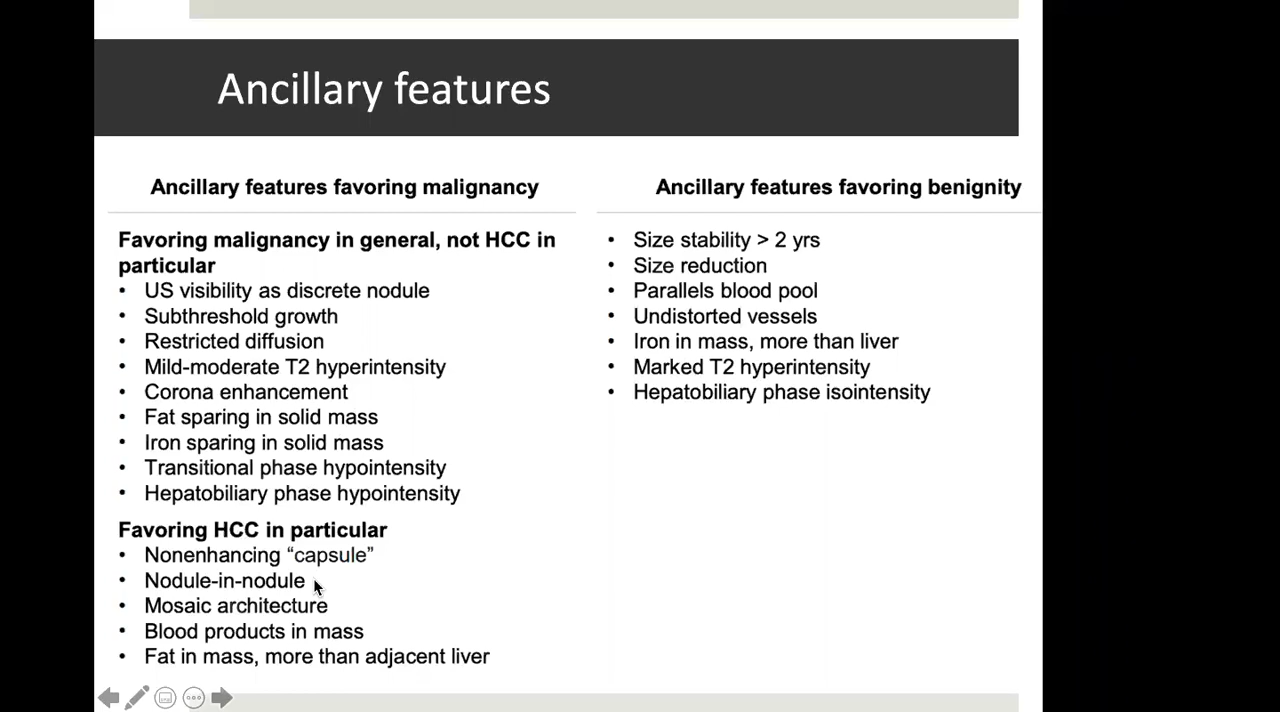 Ancillary features
Ancillary features favoring malignancy
Favoring malignancy in general, not HCC in
particular
• US visibility as discrete nodule
• Subthreshold growth
• Restricted diffusion
• Mild-moderate T2 hyperintensity
• Corona enhancement
• Fat sparing in solid mass
• Iron sparing in solid mass
• Transitional phase hypointensity
• Hepatobiliary phase hypointensity
Favoring HCC in particular
• Nonenhancing “capsule”
• Nodule-in-nodule
• Mosaic architecture
• Blood products in mass
• Fat in mass, more than adjacent liver
Ancillary features favoring benignity
• Size stability > 2 yrs
• Size reduction
• Parallels blood pool
• Undistorted vessels
• Iron in mass, more than liver
• Marked T2 hyperintensity
• Hepatobiliary phase isointensity